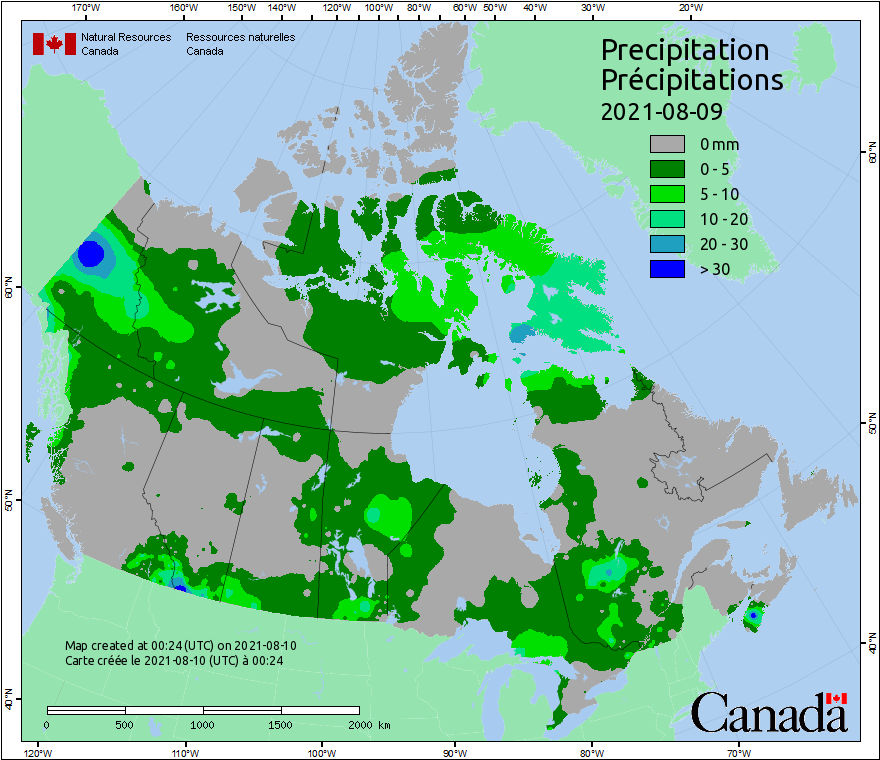 170°W 160°W 150°W 140°W 120°W 100°W 80°W 60°W 50°W 40°W 30°W 20°W
Natural Resources Ressources naturelles
Canada Canada
Precipitation
Précipitations
2021-08-09
0 mm
0 - 5
5 - 10
10 - 20
20 - 30
> 30
60°N
60°N
50°N
50°N
40°N
40°N
Map created at 00:24 (UTC) on 2021-08-10
Carte créée le 2021-08-10 (UTC) à 00:24
0 500 1000 1500 2000 km
Canada
120°W 110°W 100°W 90°W 80°W 70°W